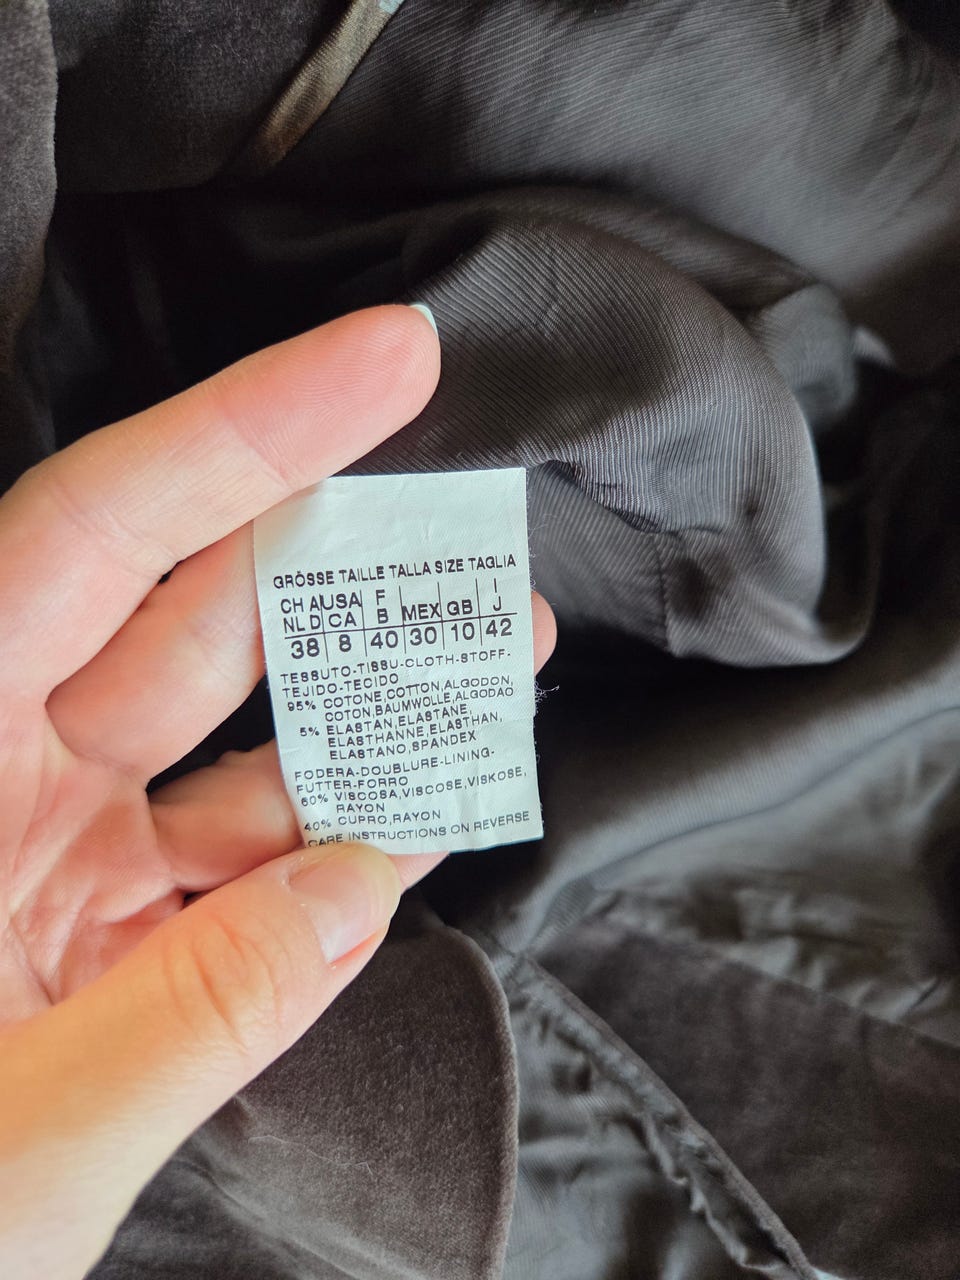 GRÖSSE TAILLE TALLA SIZE TAGLIA
CH A USA F I
NL D CA B MEX GB J
38 8 40 30 10 42
TESSUTO-TISSU-CLOTH-STOFF-
TEJIDO-TECIDO
95% COTONE,COTTON,ALGODON,
COTON,BAUMWOLLE,ALGODAO
5% ELASTAN,ELASTANE,
ELASTHANNE,ELASTHAN,
ELASTANO,SPANDEX
FODERA-DOUBLURE-LINING-
FUTTER-FORRO
60% VISCOSA,VISCOSE,VISKOSE,
RAYON
40% CUPRO,RAYON
CARE INSTRUCTIONS ON REVERSE